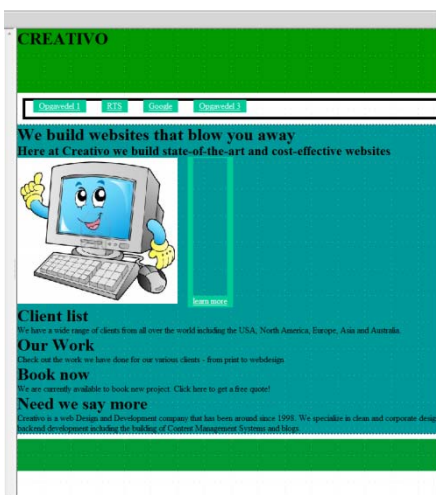 CREATIVO
Opgavedel 1 RTS Google Opgavedel 3
We build websites that blow you away
Here at Creativo we build state-of-the-art and cost-effective websites
learn more
Client list
We have a wide range of clients from all over the world including the USA, North America, Europe, Asia and Australia.
Our Work
Check out the work we have done for our various clients - from print to webdesign
Book now
We are currently available to book new project. Click here to get a free quote!
Need we say more
Creativo is a web Design and Development company that has been around since 1998. We specialize in clean and corporate desig
backend development including the building of Content Management Systems and blogs.